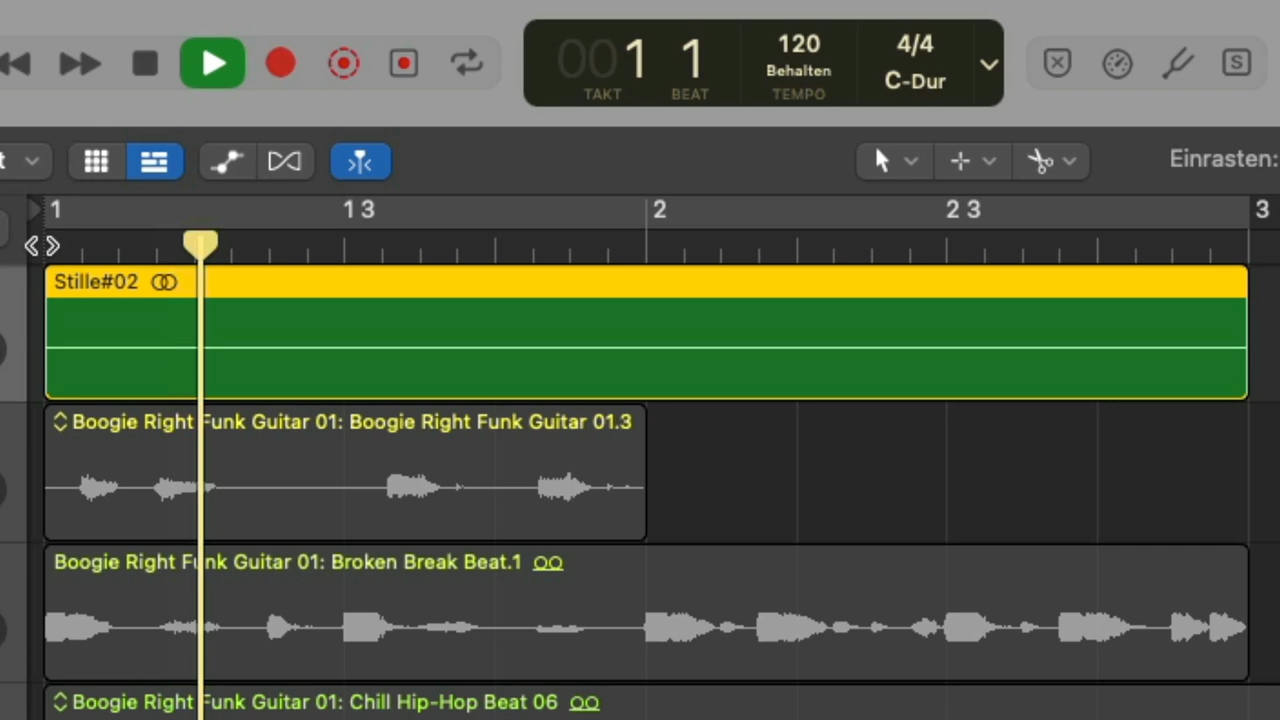 001 1 120 4/4
Behalten C-Dur
TAKT BEAT TEMPO
S
t Einrasten:
1 1 3 2 2 3 3
Stille#02
Boogie Right Funk Guitar 01: Boogie Right Funk Guitar 01.3
Boogie Right Funk Guitar 01: Broken Break Beat.1
Boogie Right Funk Guitar 01: Chill Hip-Hop Beat 06